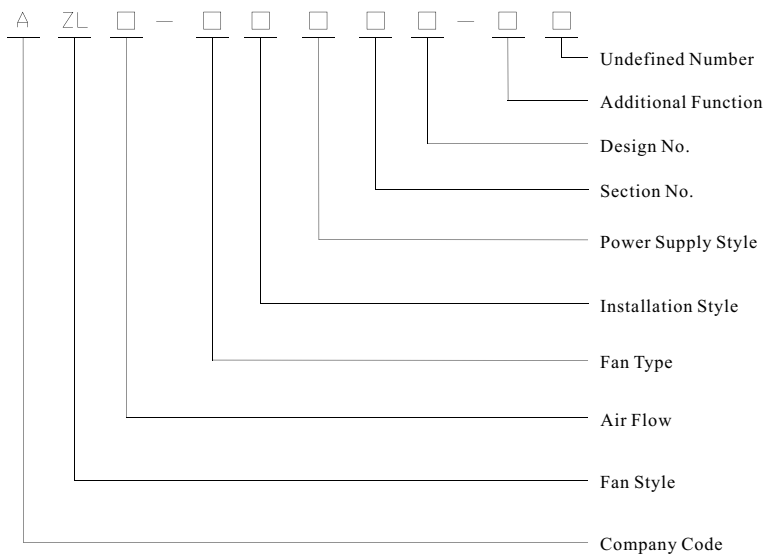 A ZL □ — □ □ □ □ □ — □ □
Undefined Number
Additional Function
Design No.
Section No.
Power Supply Style
Installation Style
Fan Type
Air Flow
Fan Style
Company Code